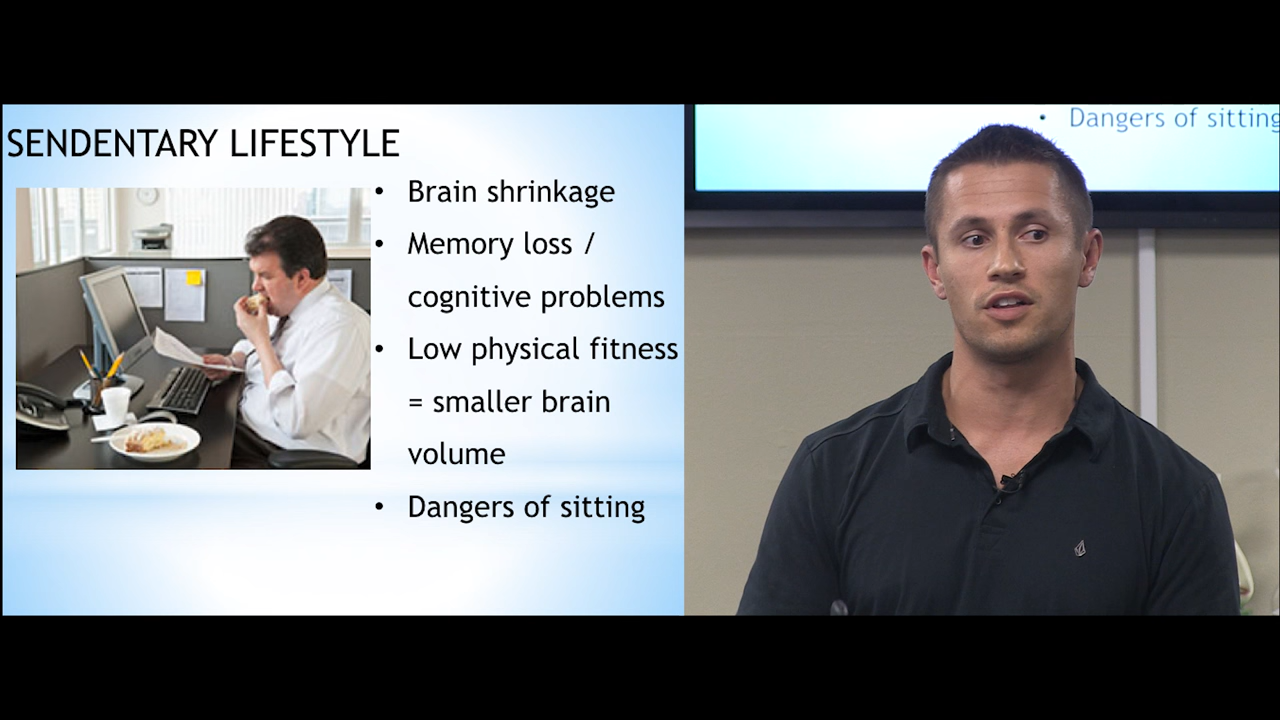 SENDENTARY LIFESTYLE
• Brain shrinkage
• Memory loss /
cognitive problems
• Low physical fitness
= smaller brain
volume
• Dangers of sitting
• Dangers of sitting